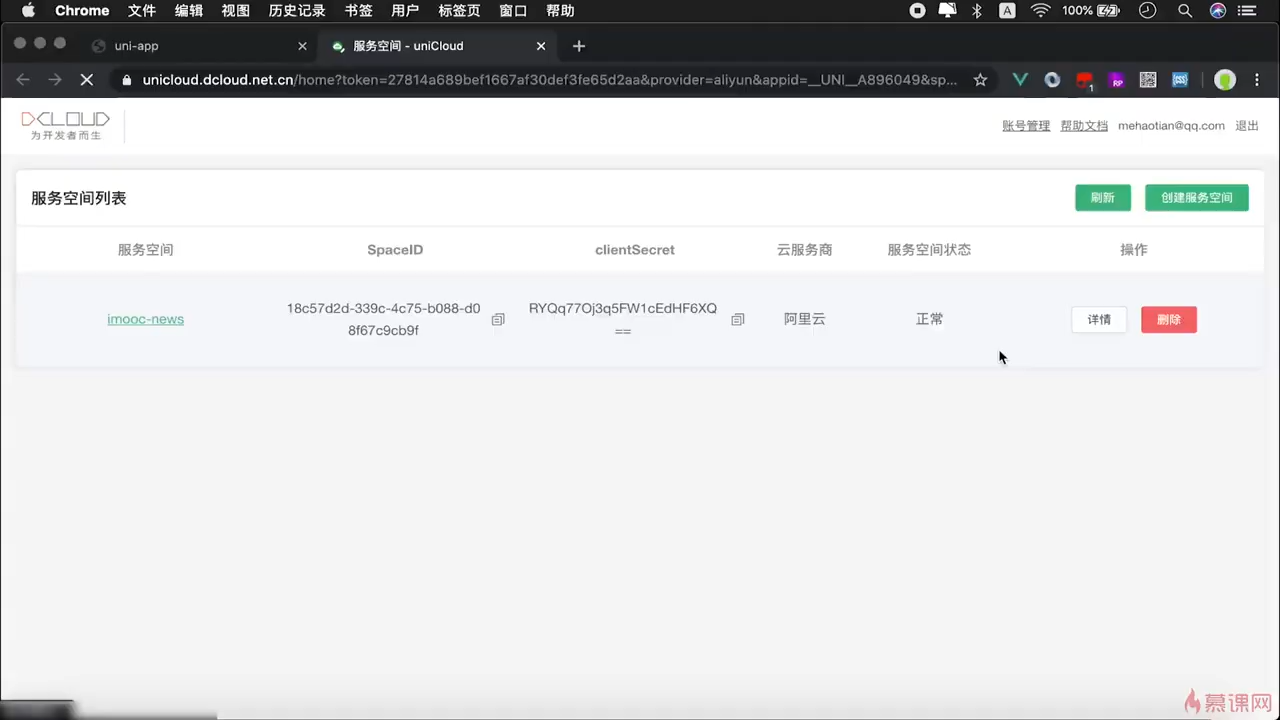 Chrome 文件 编辑 视图 历史记录 书签 用户 标签页 窗口 帮助 A 100%
uni-app 服务空间 - uniCloud
unicloud.dcloud.net.cn/home?token=27814a689bef1667af30def3fe65d2aa&provider=aliyun&appid=__UNI__A896049&sp... 1 RP
DCLOUD
为开发者而生
账号管理 帮助文档 mehaotian@qq.com 退出
服务空间列表 刷新 创建服务空间
服务空间 SpaceID clientSecret 云服务商 服务空间状态 操作
imooc-news 18c57d2d-339c-4c75-b088-d0 RYQq77Oj3q5FW1cEdHF6XQ 阿里云 正常 详情 删除
8f67c9cb9f ==
慕课网